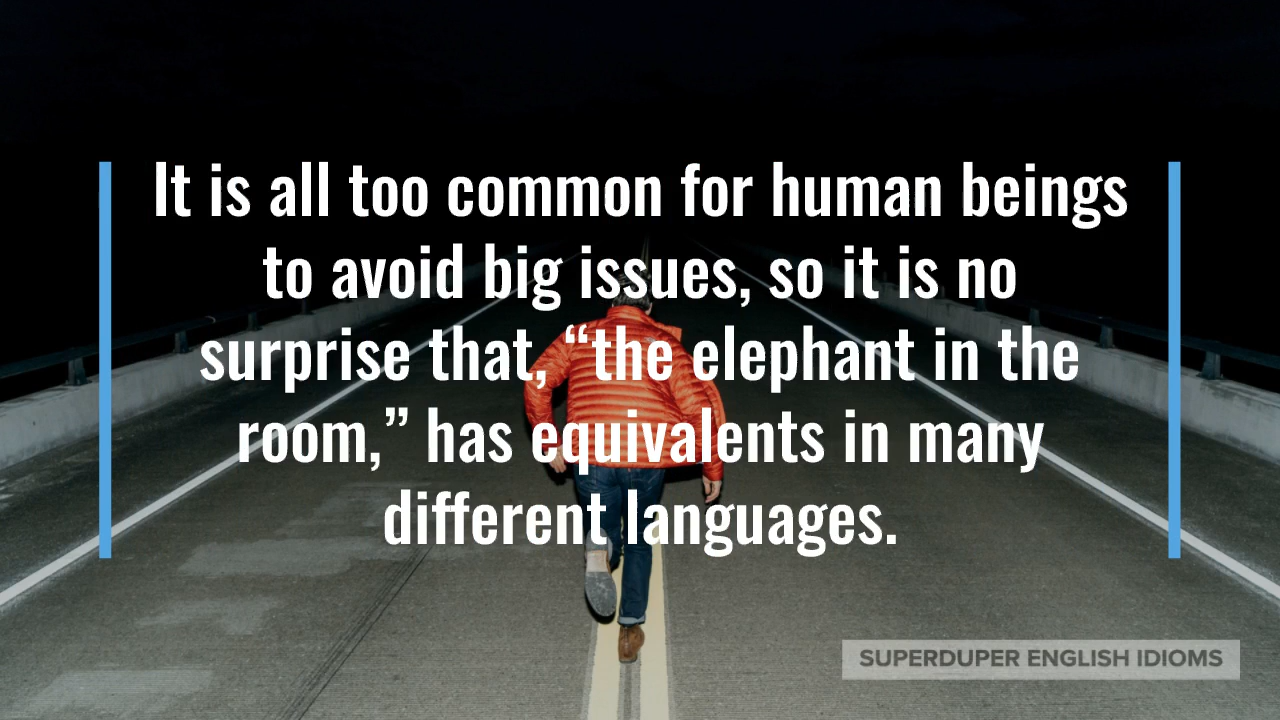 It is all too common for human beings
to avoid big issues, so it is no
surprise that, “the elephant in the
room,” has equivalents in many
different languages.
SUPERDUPER ENGLISH IDIOMS